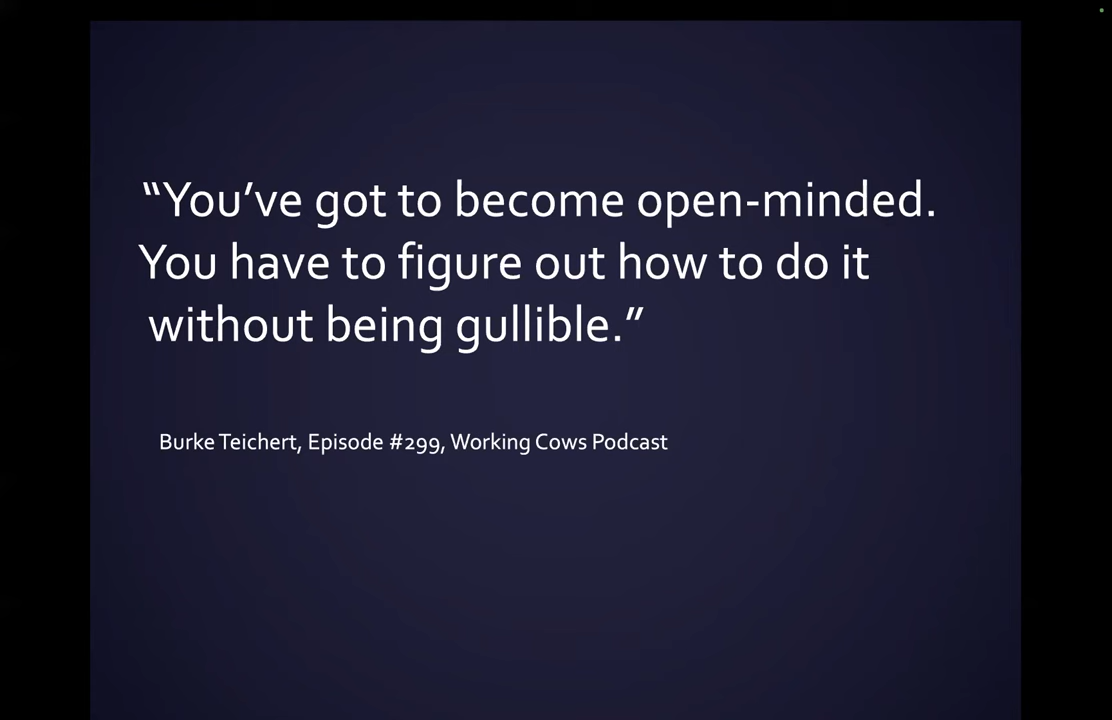 “You’ve got to become open-minded.
You have to figure out how to do it
without being gullible.”
Burke Teichert, Episode #299, Working Cows Podcast